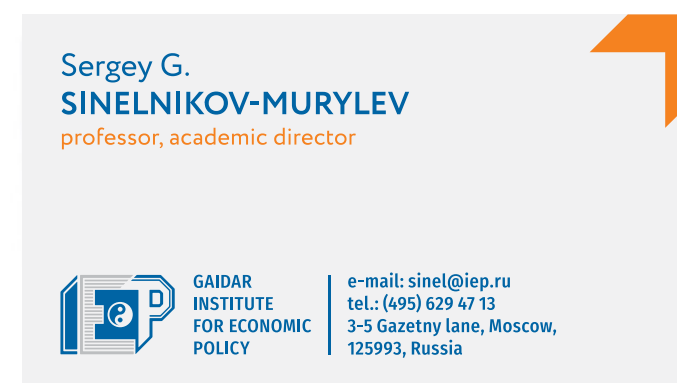 Sergey G.
SINELNIKOV-MURYLEV
professor, academic director
IEP
GAIDAR
INSTITUTE
FOR ECONOMIC
POLICY
e-mail: sinel@iep.ru
tel.: (495) 629 47 13
3-5 Gazetny lane, Moscow,
125993, Russia